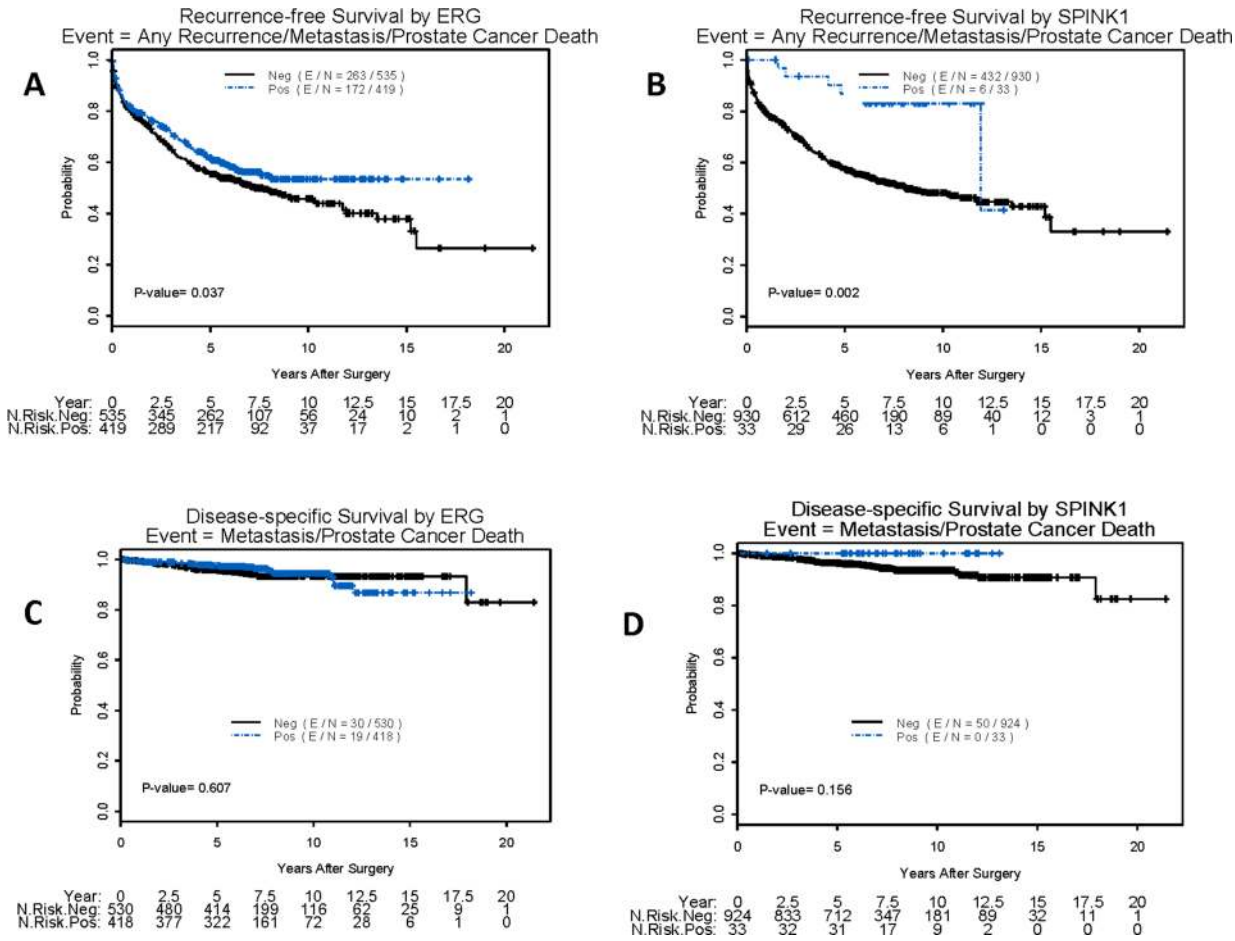 Recurrence-free Survival by ERG
Event = Any Recurrence/Metastasis/Prostate Cancer Death
A
Neg ( E / N = 263 / 535 )
Pos ( E / N = 172 / 419 )
Probability
0.0 0.2 0.4 0.6 0.8 1.0
P-value= 0.037
0 5 10 15 20
Years After Surgery
Year: 0 2.5 5 7.5 10 12.5 15 17.5 20
N.Risk.Neg: 535 345 262 107 56 24 10 2 1
N.Risk.Pos: 419 289 217 92 37 17 2 1 0
Recurrence-free Survival by SPINK1
Event = Any Recurrence/Metastasis/Prostate Cancer Death
B
Neg ( E / N = 432 / 930 )
Pos ( E / N = 6 / 33 )
Probability
0.0 0.2 0.4 0.6 0.8 1.0
P-value= 0.002
0 5 10 15 20
Years After Surgery
Year: 0 2.5 5 7.5 10 12.5 15 17.5 20
N.Risk.Neg: 930 612 460 190 89 40 12 3 1
N.Risk.Pos: 33 29 26 13 6 1 0 0 0
Disease-specific Survival by ERG
Event = Metastasis/Prostate Cancer Death
C
Probability
0.0 0.2 0.4 0.6 0.8 1.0
Neg ( E / N = 30 / 530 )
Pos ( E / N = 19 / 418 )
P-value= 0.607
0 5 10 15 20
Years After Surgery
Year: 0 2.5 5 7.5 10 12.5 15 17.5 20
N.Risk.Neg: 530 480 414 199 116 62 25 9 1
N.Risk.Pos: 418 377 322 161 72 28 6 1 0
Disease-specific Survival by SPINK1
Event = Metastasis/Prostate Cancer Death
D
Probability
0.0 0.2 0.4 0.6 0.8 1.0
Neg ( E / N = 50 / 924 )
Pos ( E / N = 0 / 33 )
P-value= 0.156
0 5 10 15 20
Years After Surgery
Year: 0 2.5 5 7.5 10 12.5 15 17.5 20
N.Risk.Neg: 924 833 712 347 181 89 32 11 1
N.Risk.Pos: 33 32 31 17 9 2 0 0 0